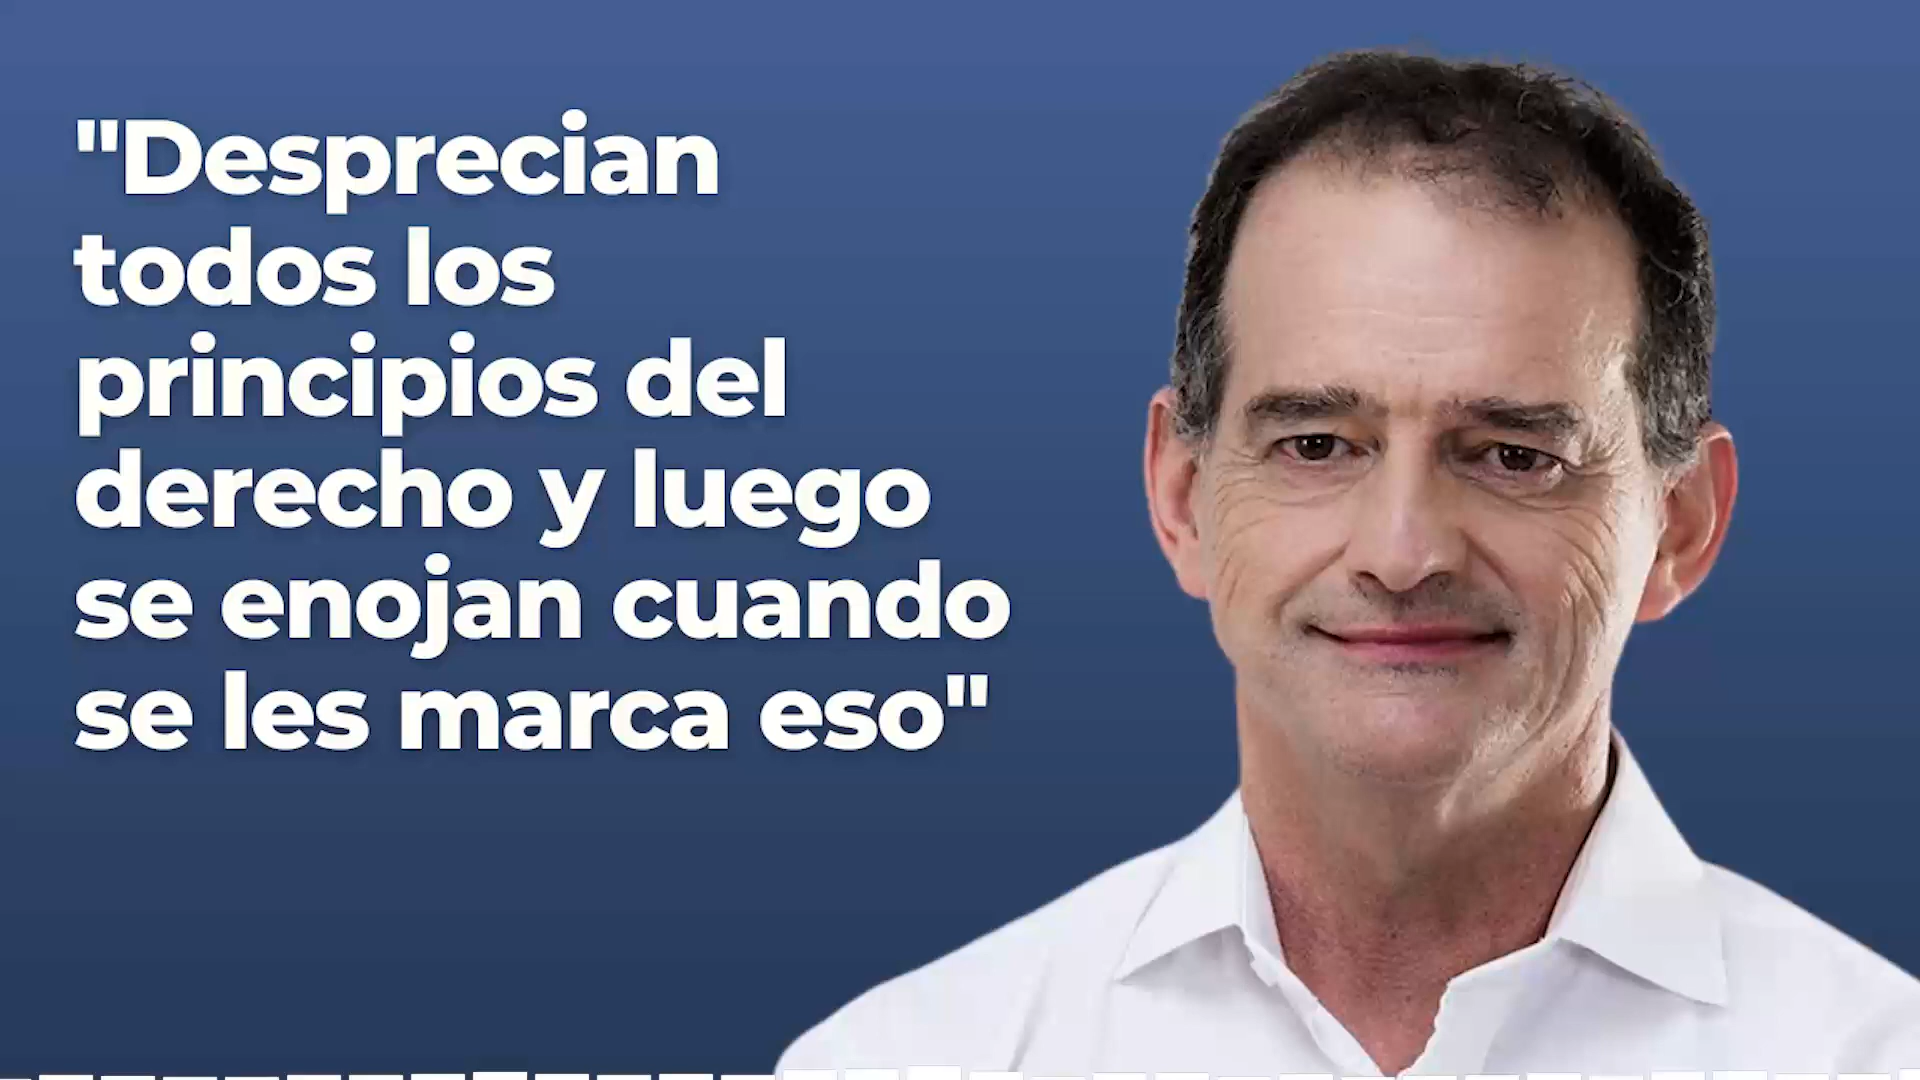 "Desprecian
todos los
principios del
derecho y luego
se enojan cuando
se les marca eso"